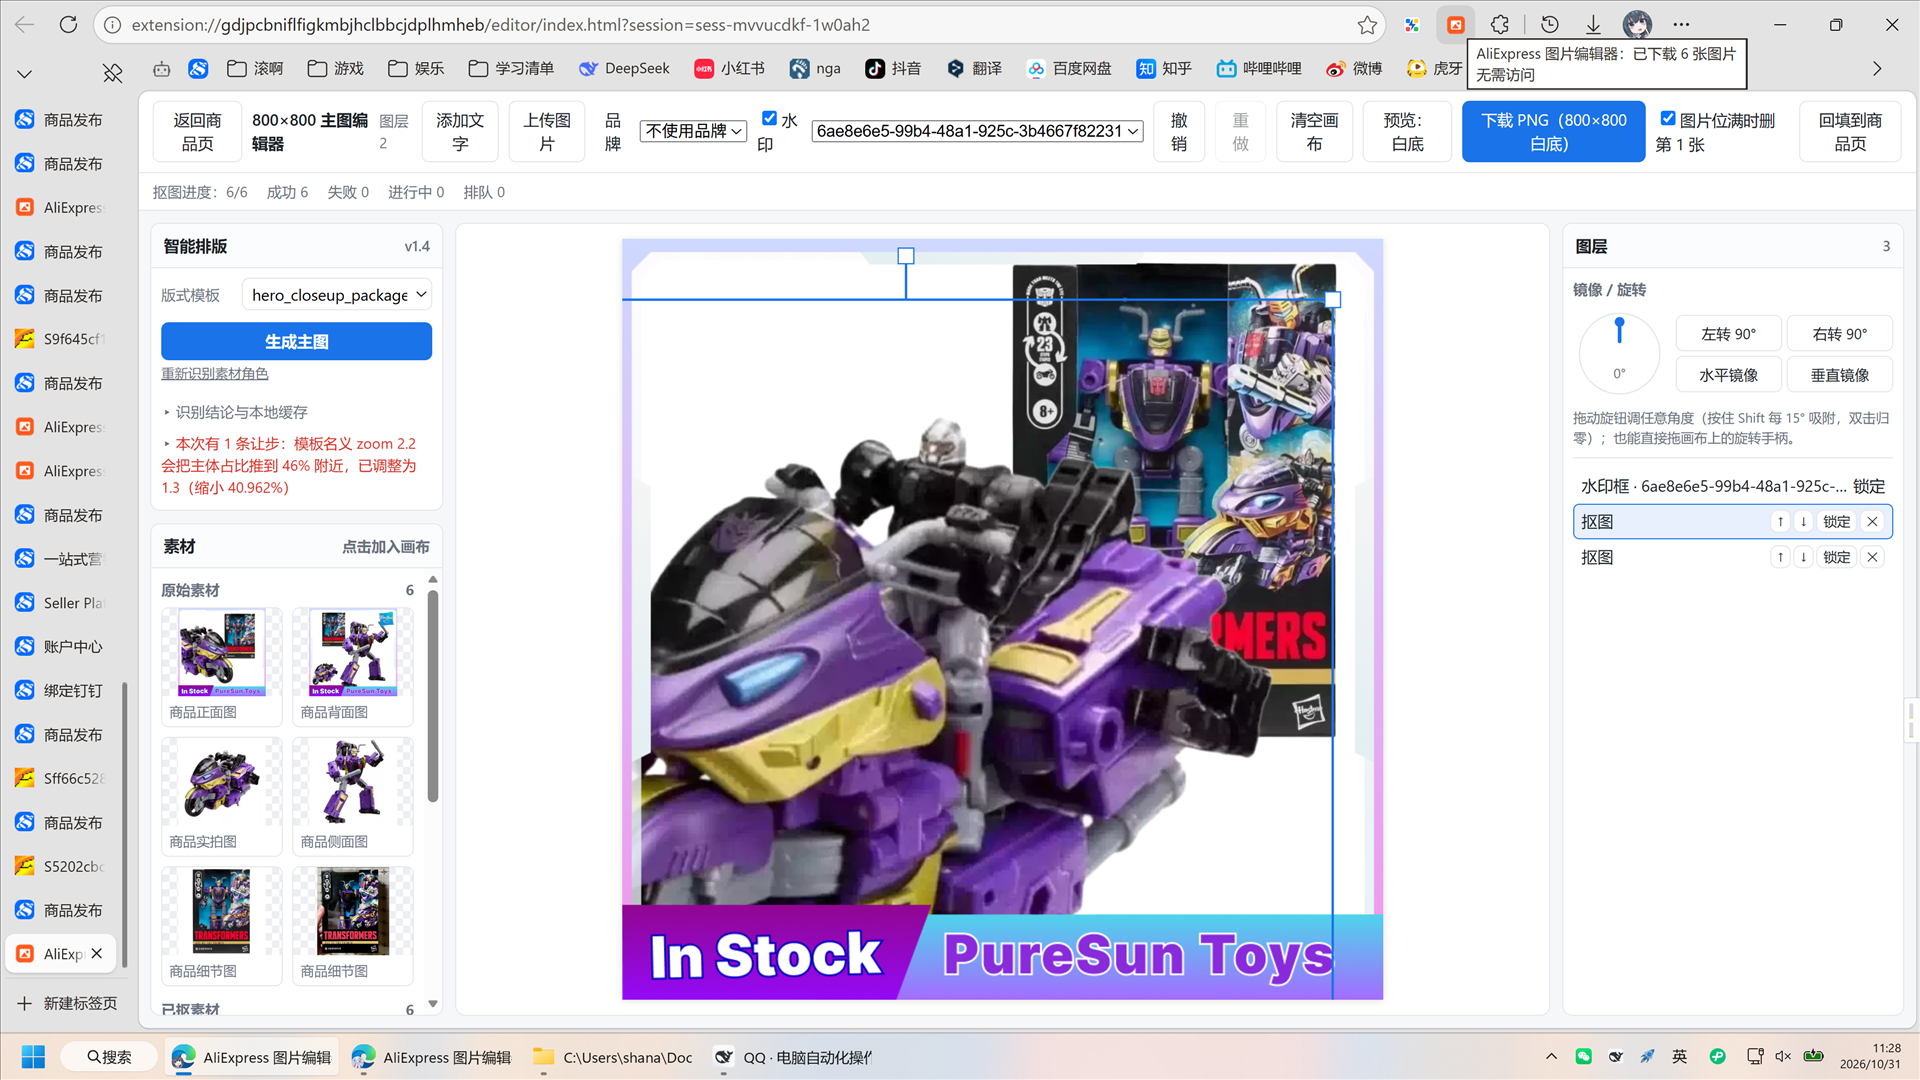 extension://gdjpcbniflfigkmbjhclbbcjdplhmheb/editor/index.html?session=sess-mvvucdkf-1w0ah2
AliExpress 图片编辑器：已下载 6 张图片
无需访问
滚啊
游戏
娱乐
学习清单
DeepSeek
小红书
nga
抖音
翻译
百度网盘
知乎
哔哩哔哩
微博
虎牙
商品发布
商品发布
AliExpress
商品发布
商品发布
S9f645cf1
商品发布
AliExpress
AliExpress
商品发布
一站式营
Seller Pla
账户中心
绑定钉钉
商品发布
Sff66c528
商品发布
S5202cbc
商品发布
AliExp
新建标签页
返回商品页
800×800 主图编辑器
图层 2
添加文字
上传图片
品牌
不使用品牌
水印
6ae8e6e5-99b4-48a1-925c-3b4667f82231
撤销
重做
清空画布
预览：白底
下载 PNG（800×800 白底）
图片位满时删第 1 张
回填到商品页
抠图进度：6/6 成功 6 失败 0 进行中 0 排队 0
智能排版
v1.4
版式模板
hero_closeup_package
生成主图
重新识别素材角色
识别结论与本地缓存
本次有 1 条让步：模板名义 zoom 2.2
会把主体占比推到 46% 附近，已调整为
1.3（缩小 40.962%）
素材
点击加入画布
原始素材
6
In Stock PureSun Toys
In Stock PureSun Toys
商品正面图
商品背面图
商品实拍图
商品侧面图
TRANSFORMERS
TRANSFORMERS
商品细节图
商品细节图
已抠素材
6
23
8+
RMERS
Hasbro
In Stock
PureSun Toys
图层
3
镜像 / 旋转
0°
左转 90°
右转 90°
水平镜像
垂直镜像
拖动旋钮调任意角度（按住 Shift 每 15° 吸附，双击归
零）；也能直接拖画布上的旋转手柄。
水印框 · 6ae8e6e5-99b4-48a1-925c-... 锁定
抠图
↑ ↓ 锁定 ×
抠图
↑ ↓ 锁定 ×
搜索
AliExpress 图片编辑
AliExpress 图片编辑
C:\Users\shana\Doc
QQ · 电脑自动化操作
英
11:28
2026/10/31